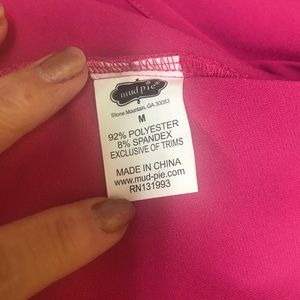 mud pie®
Stone Mountain, GA 30083
M
92% POLYESTER
8% SPANDEX
EXCLUSIVE OF TRIMS
MADE IN CHINA
www.mud-pie.com
RN131993